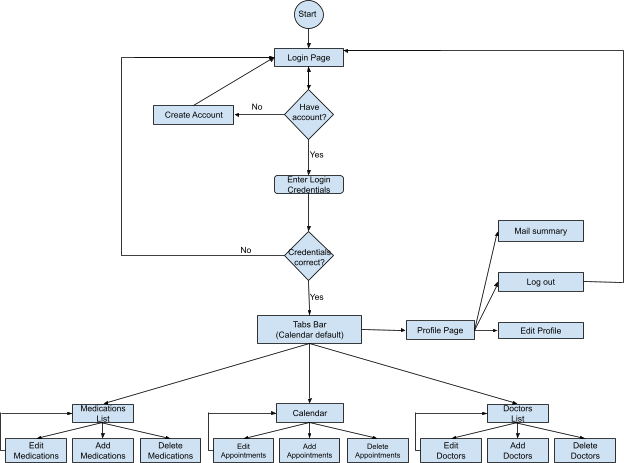 Start
Login Page
Have
account?
No
Create Account
Yes
Enter Login
Credentials
Credentials
correct?
No
Yes
Mail summary
Log out
Tabs Bar
(Calendar default)
Profile Page
Edit Profile
Medications
List
Calendar
Doctors
List
Edit
Medications
Add
Medications
Delete
Medications
Edit
Appointments
Add
Appointments
Delete
Appointments
Edit
Doctors
Add
Doctors
Delete
Doctors